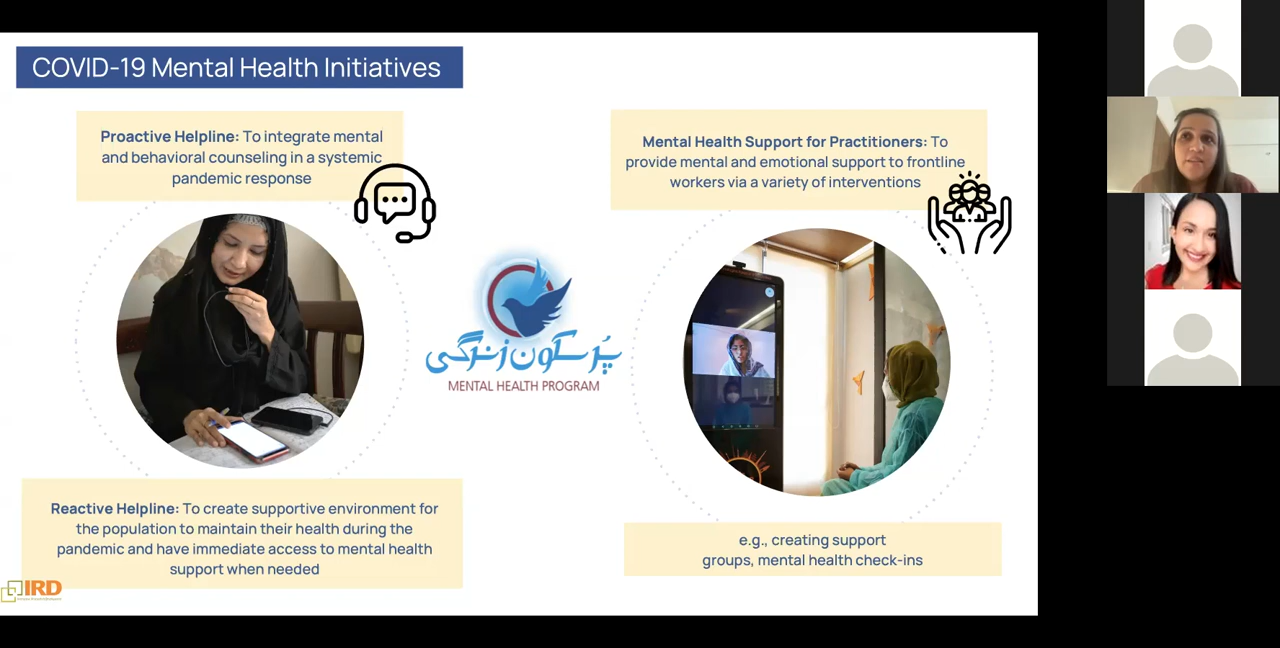 COVID-19 Mental Health Initiatives
Proactive Helpline: To integrate mental
and behavioral counseling in a systemic
pandemic response
Mental Health Support for Practitioners: To
provide mental and emotional support to frontline
workers via a variety of interventions
پُر سکون زندگی
MENTAL HEALTH PROGRAM
Reactive Helpline: To create supportive environment for
the population to maintain their health during the
pandemic and have immediate access to mental health
support when needed
e.g., creating support
groups, mental health check-ins
IRD